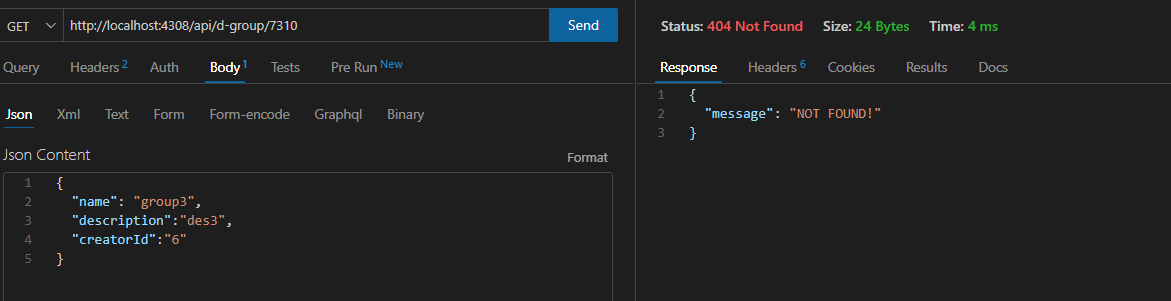 GET http://localhost:4308/api/d-group/7310 Send
Query Headers 2 Auth Body 1 Tests Pre Run New
Json Xml Text Form Form-encode Graphql Binary
Json Content
Format
1 {
2 "name": "group3",
3 "description":"des3",
4 "creatorId":"6"
5 }
Status: 404 Not Found Size: 24 Bytes Time: 4 ms
Response Headers 6 Cookies Results Docs
1 {
2 "message": "NOT FOUND!"
3 }